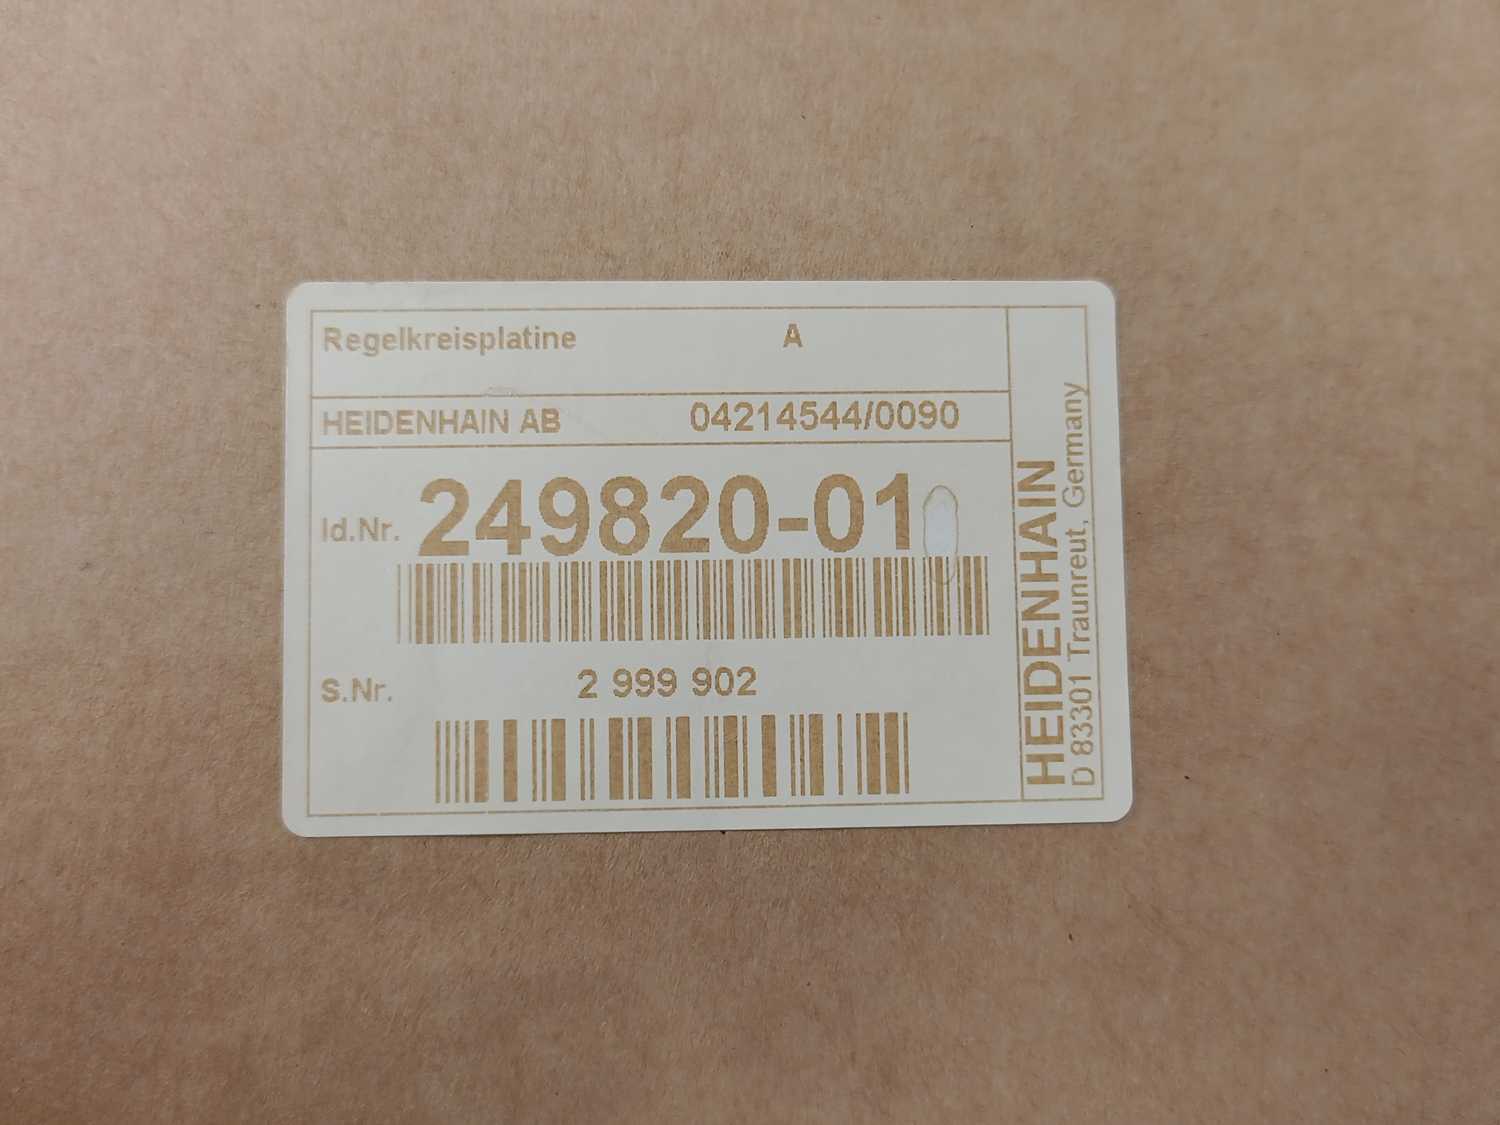 Regelkreisplatine A
HEIDENHAIN AB 04214544/0090
Id.Nr. 249820-01
S.Nr. 2 999 902
HEIDENHAIN
D 83301 Traunreut, Germany